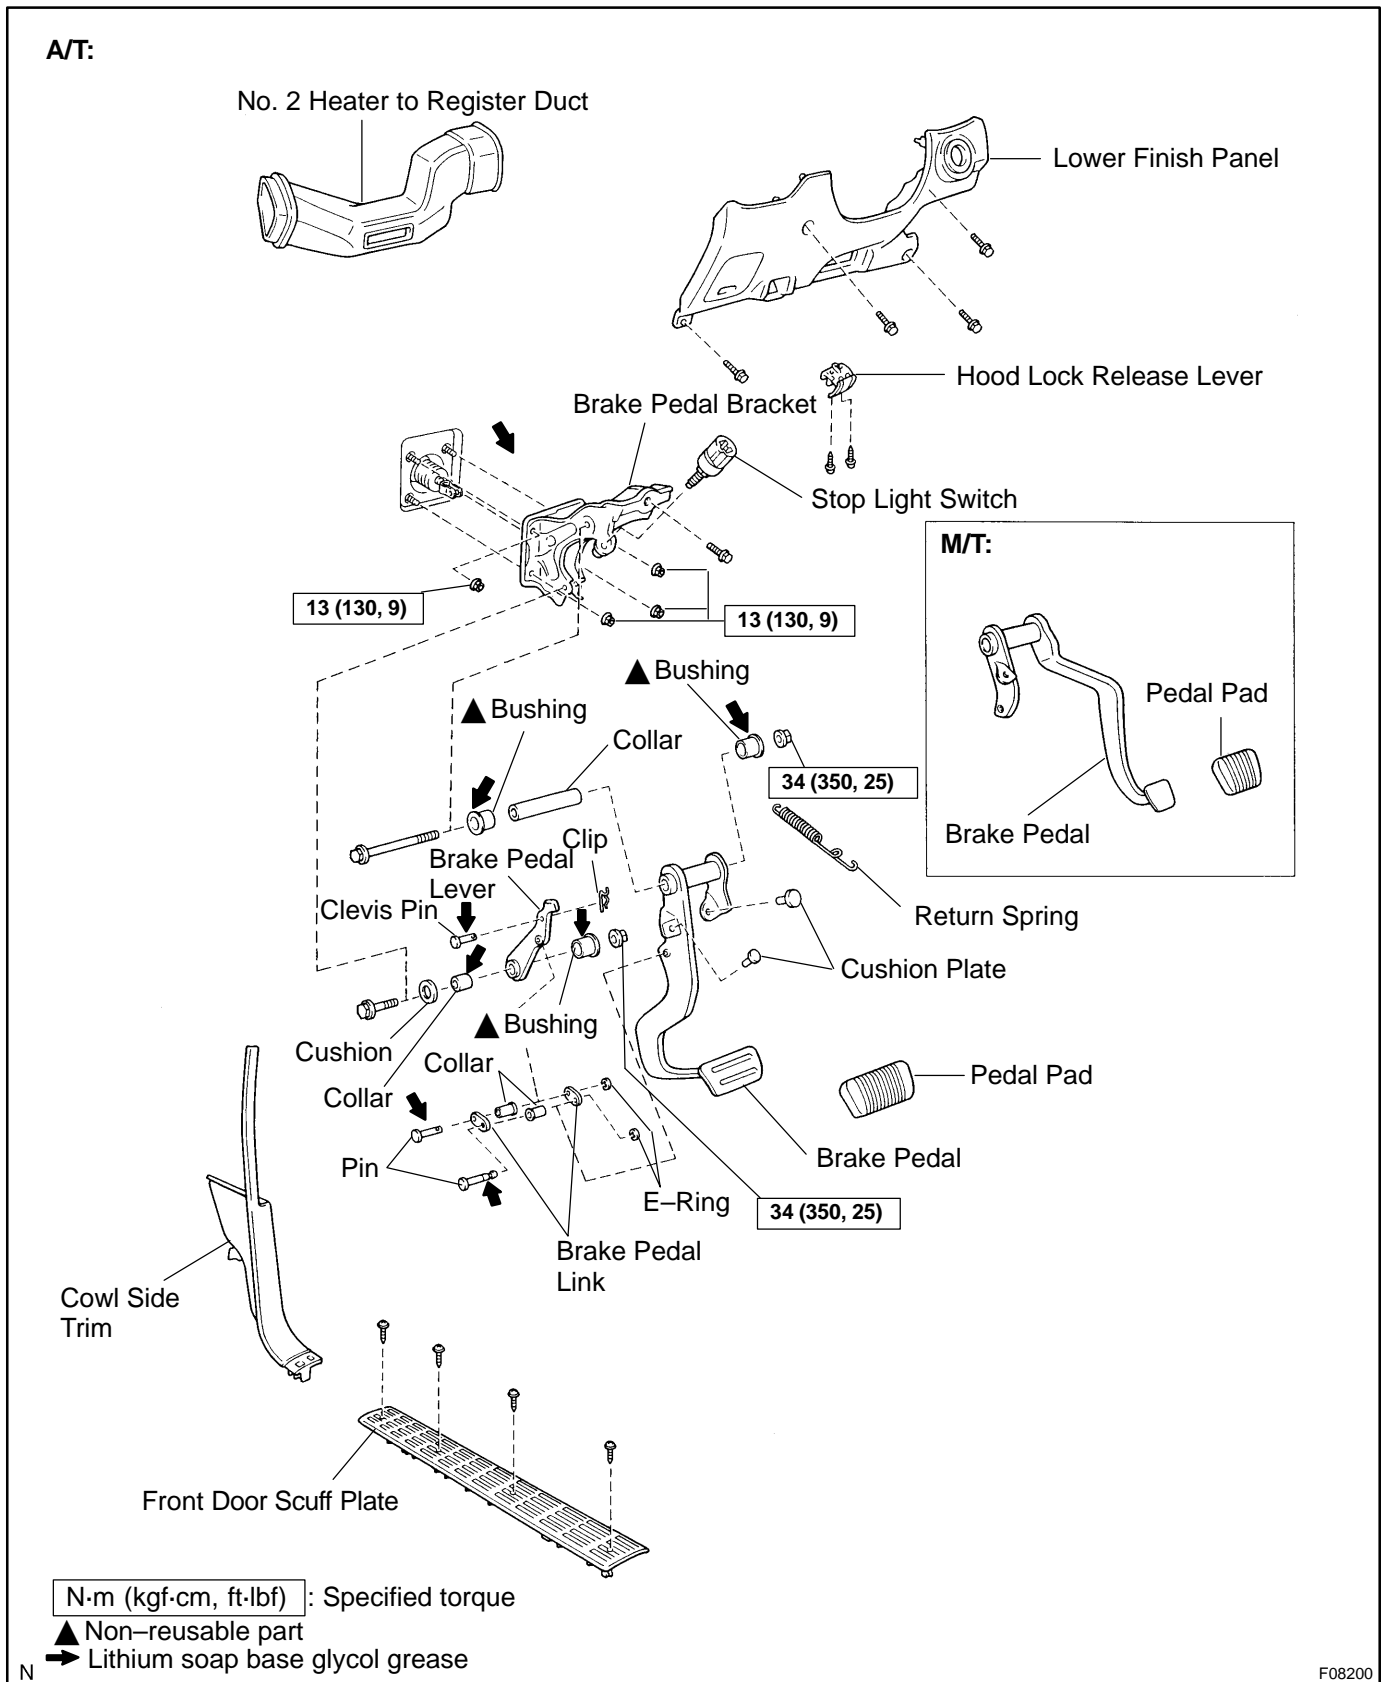 A/T:
No. 2 Heater to Register Duct
Lower Finish Panel
Hood Lock Release Lever
Brake Pedal Bracket
Stop Light Switch
M/T:
13 (130, 9)
13 (130, 9)
▲ Bushing
Pedal Pad
▲ Bushing
Collar
34 (350, 25)
Brake Pedal
Clip
Brake Pedal
Lever
Clevis Pin
Return Spring
Cushion Plate
▲ Bushing
Cushion
Collar
Collar
Pedal Pad
Pin
Brake Pedal
E–Ring
34 (350, 25)
Brake Pedal
Link
Cowl Side
Trim
Front Door Scuff Plate
N·m (kgf·cm, ft·lbf) : Specified torque
▲ Non–reusable part
➡ Lithium soap base glycol grease
N
F08200